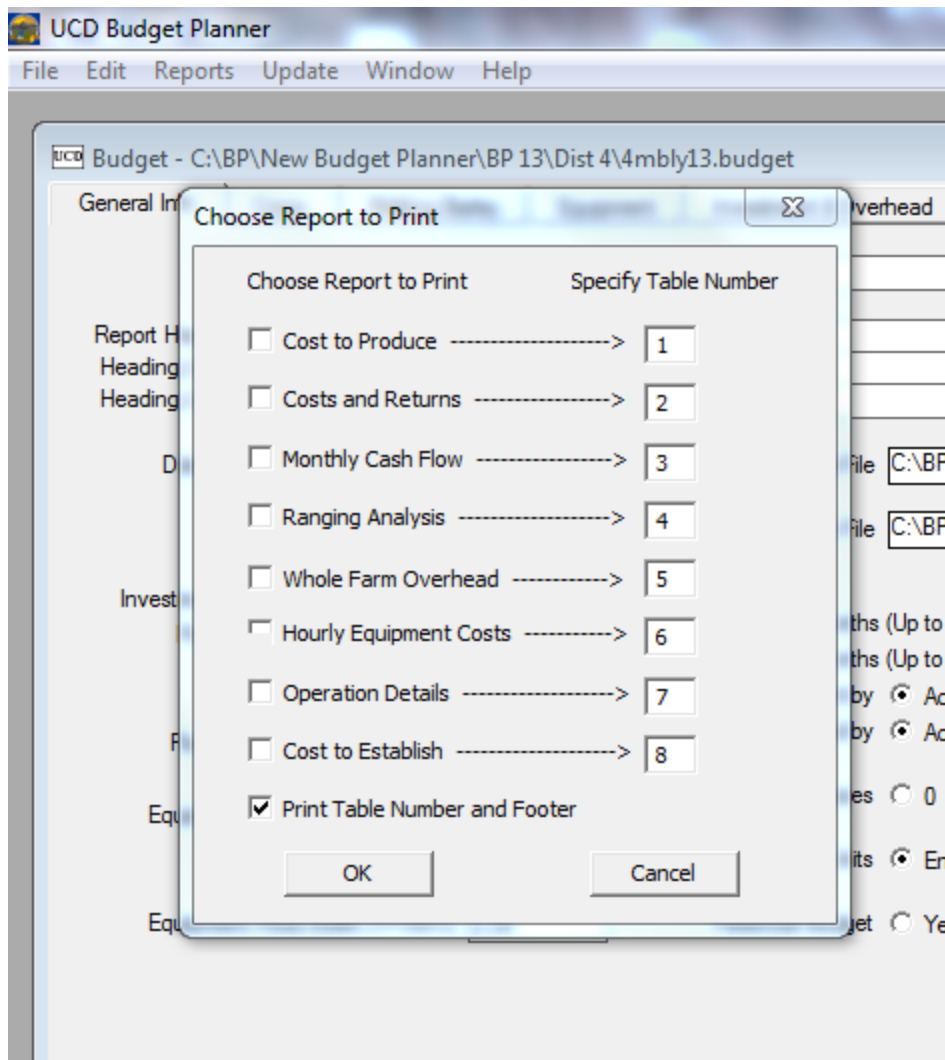 UCD Budget Planner
File Edit Reports Update Window Help
UCD Budget - C:\BP\New Budget Planner\BP 13\Dist 4\4mbly13.budget
General Inf
Overhead
Choose Report to Print
Choose Report to Print Specify Table Number
Report H
Cost to Produce --------------------> 1
Heading
Heading
Costs and Returns -----------------> 2
D
Monthly Cash Flow -----------------> 3
File C:\BP
Ranging Analysis -------------------> 4
File C:\BP
Whole Farm Overhead --------------> 5
Invest
Hourly Equipment Costs ------------> 6
ths (Up to
ths (Up to
Operation Details -------------------> 7
by Ac
by Ac
Cost to Establish --------------------> 8
es 0
Print Table Number and Footer
Equ
OK Cancel
its En
Equ
get Ye